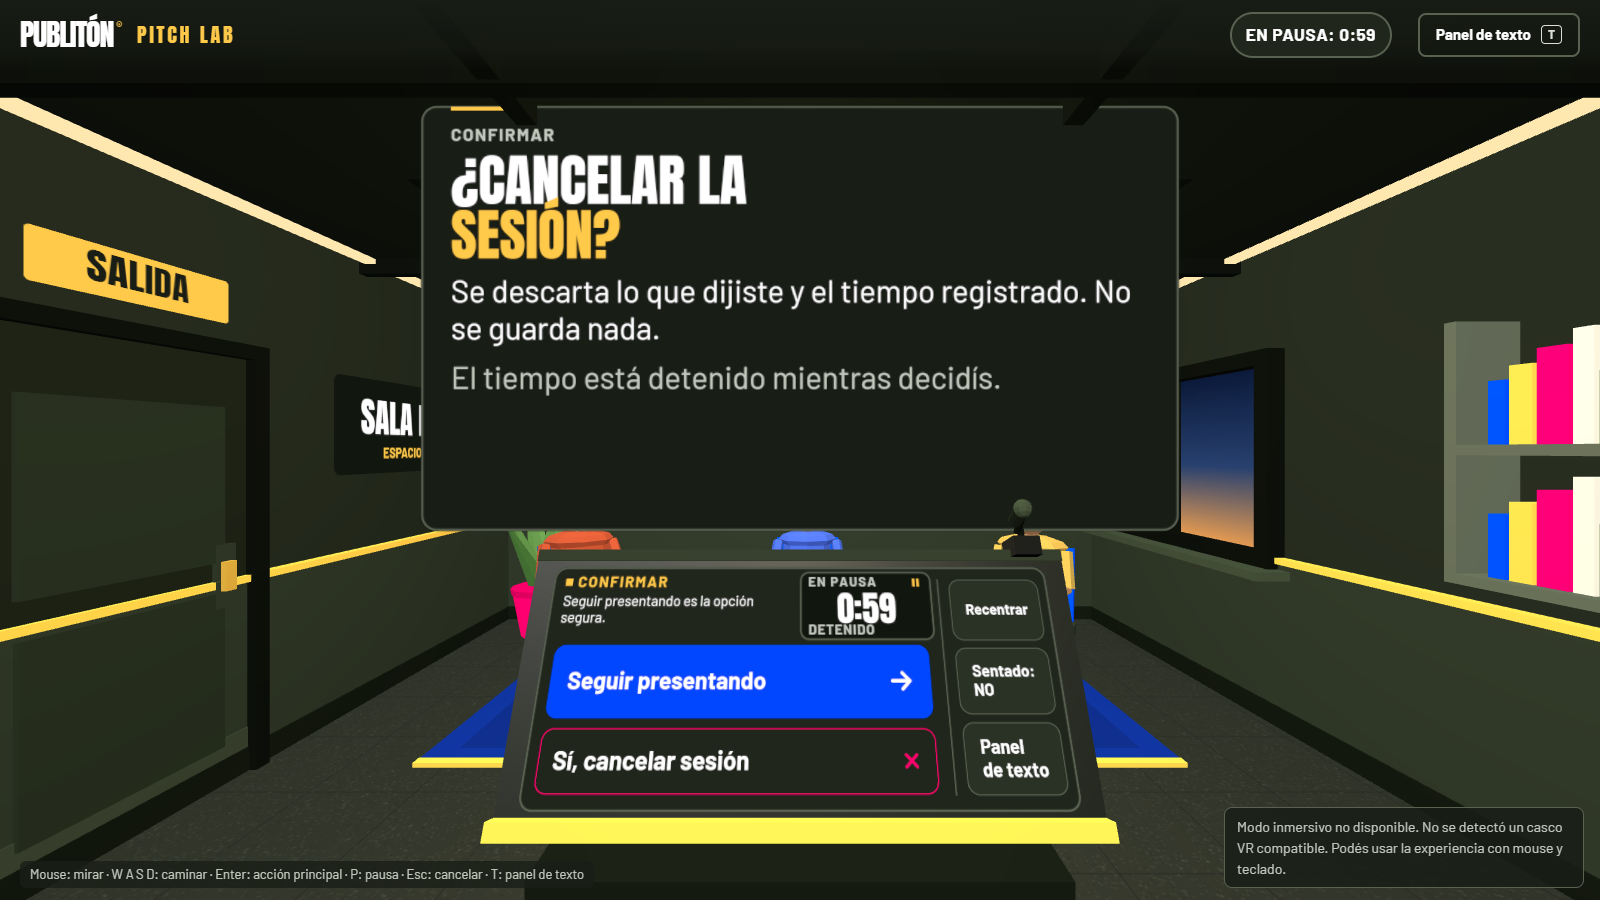 PUBLITÓN PITCH LAB
EN PAUSA: 0:59
Panel de texto T
CONFIRMAR
¿CANCELAR LA
SESIÓN?
Se descarta lo que dijiste y el tiempo registrado. No
se guarda nada.
El tiempo está detenido mientras decidís.
SALIDA
SALA
ESPACIO
CONFIRMAR
Seguir presentando es la opción
segura.
EN PAUSA
0:59
DETENIDO
Seguir presentando
Sí, cancelar sesión
Recentrar
Sentado:
NO
Panel
de texto
Modo inmersivo no disponible. No se detectó un casco
VR compatible. Podés usar la experiencia con mouse y
teclado.
Mouse: mirar · W A S D: caminar · Enter: acción principal · P: pausa · Esc: cancelar · T: panel de texto